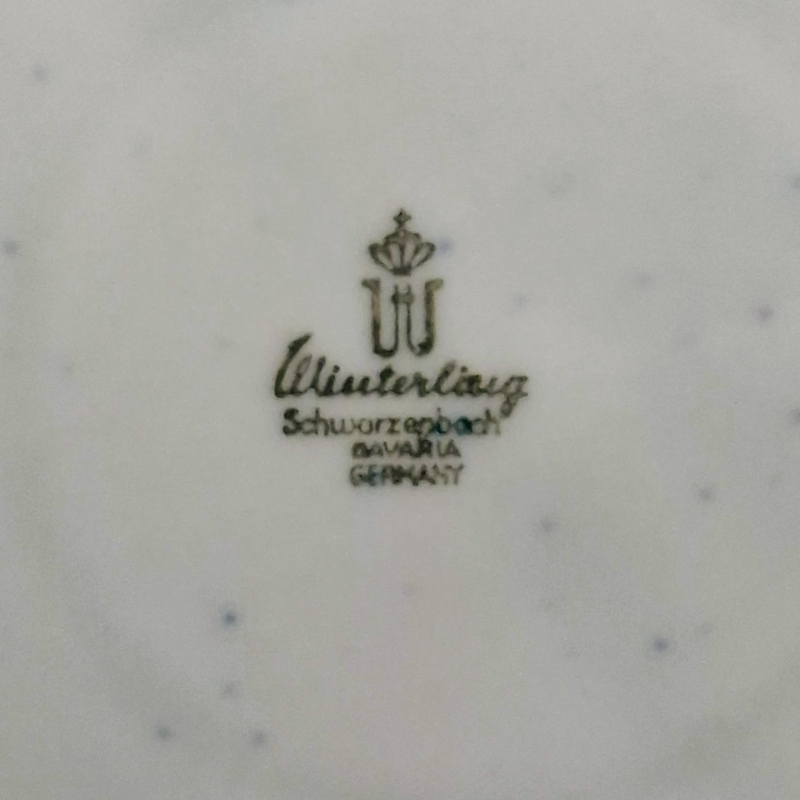 W
Winterling
Schwarzenbach
BAVARIA
GERMANY